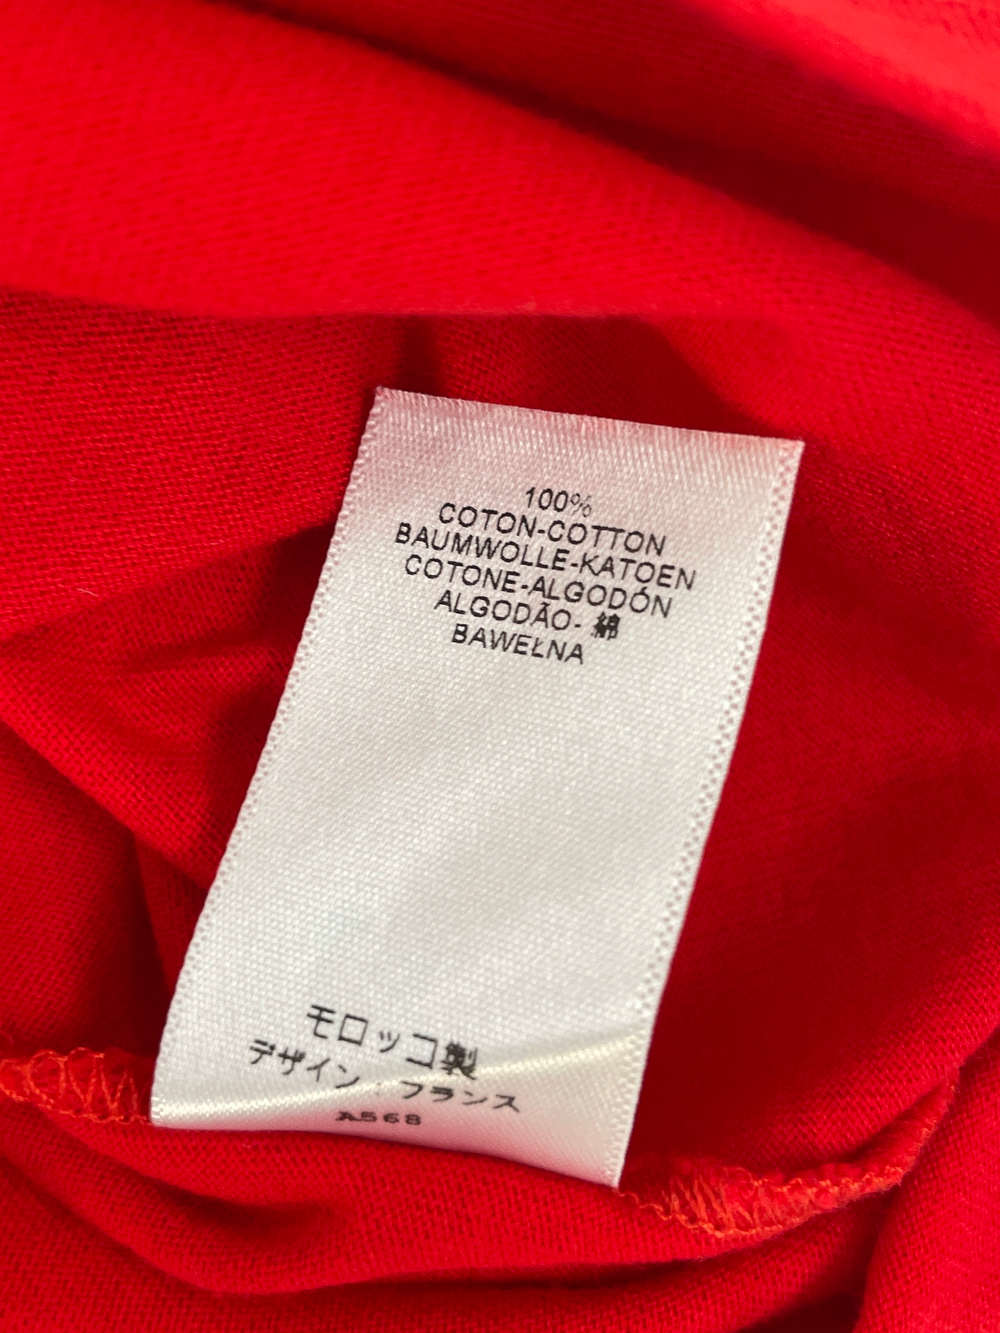 100%
COTON-COTTON
BAUMWOLLE-KATOEN
COTONE-ALGODÓN
ALGODÃO- 綿
BAWEŁNA
モロッコ製
デザイン : フランス
A568